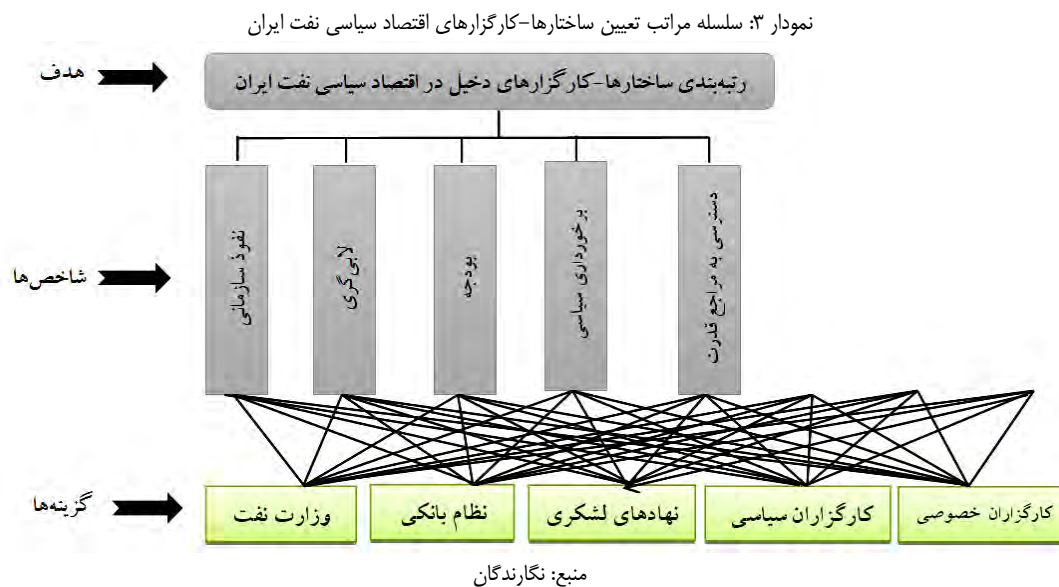 نمودار ۳: سلسله مراتب تعیین ساختارها-کارگزارهای اقتصاد سیاسی نفت ایران
هدف
رتبه‌بندی ساختارها-کارگزارهای دخیل در اقتصاد سیاسی نفت ایران
شاخص‌ها
دسترسی به مراجع قدرت
برخورداری سیاسی
بودجه
لابی‌گری
نفوذ سازمانی
گزینه‌ها
کارگزاران خصوصی
کارگزاران سیاسی
نهادهای لشکری
نظام بانکی
وزارت نفت
منبع: نگارندگان